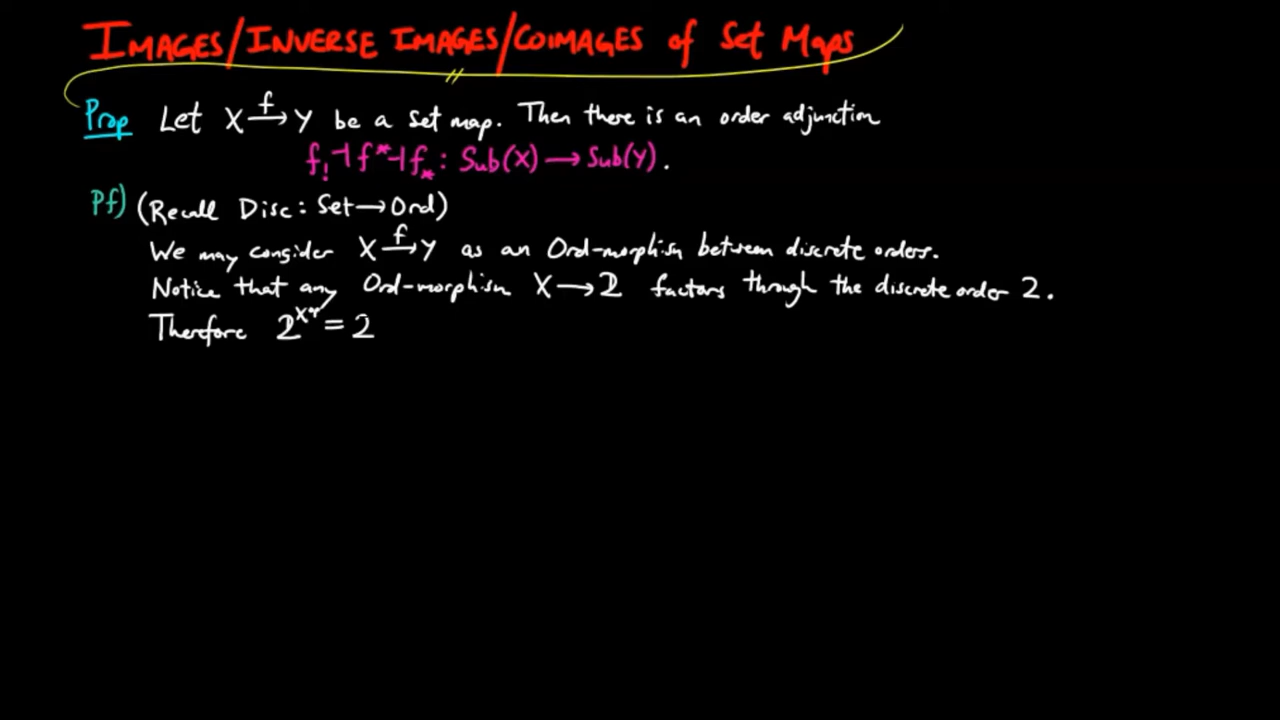 IMAGES/INVERSE IMAGES/COIMAGES of Set Maps
Prop Let X →f Y be a set map. Then there is an order adjunction
f! ⊣ f* ⊣ f* : Sub(X) → Sub(Y).
Pf) (Recall Disc: Set → Ord)
We may consider X →f Y as an Ord-morphism between discrete orders.
Notice that any Ord-morphism X → 2 factors through the discrete order 2.
Therefore 2^X = 2